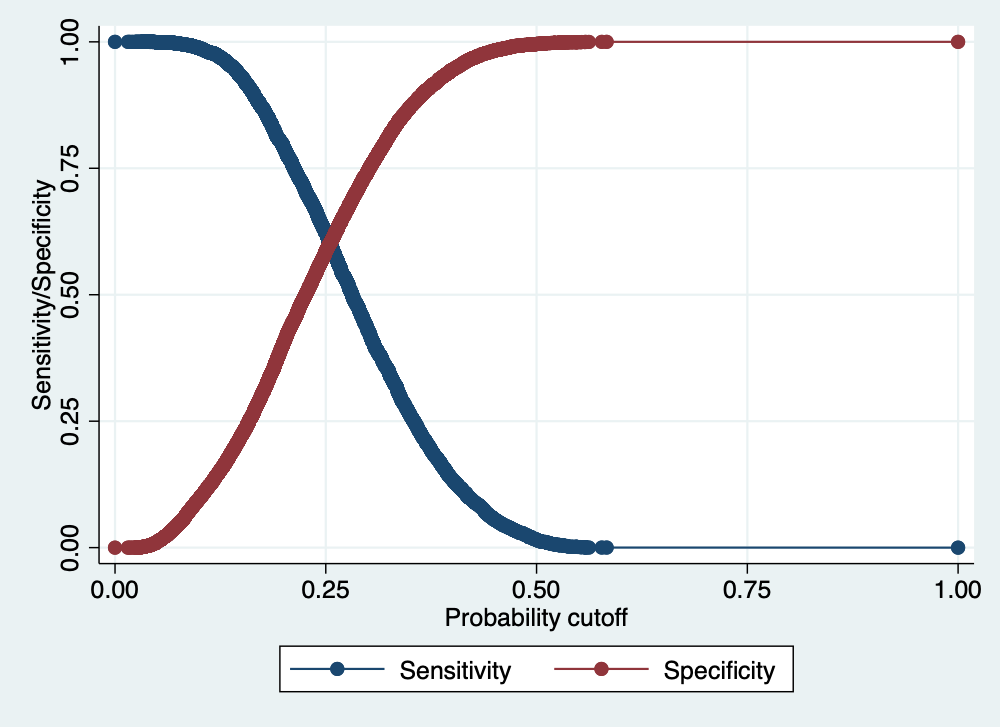 Sensitivity/Specificity
1.00
0.75
0.50
0.25
0.00
0.00 0.25 0.50 0.75 1.00
Probability cutoff
Sensitivity Specificity